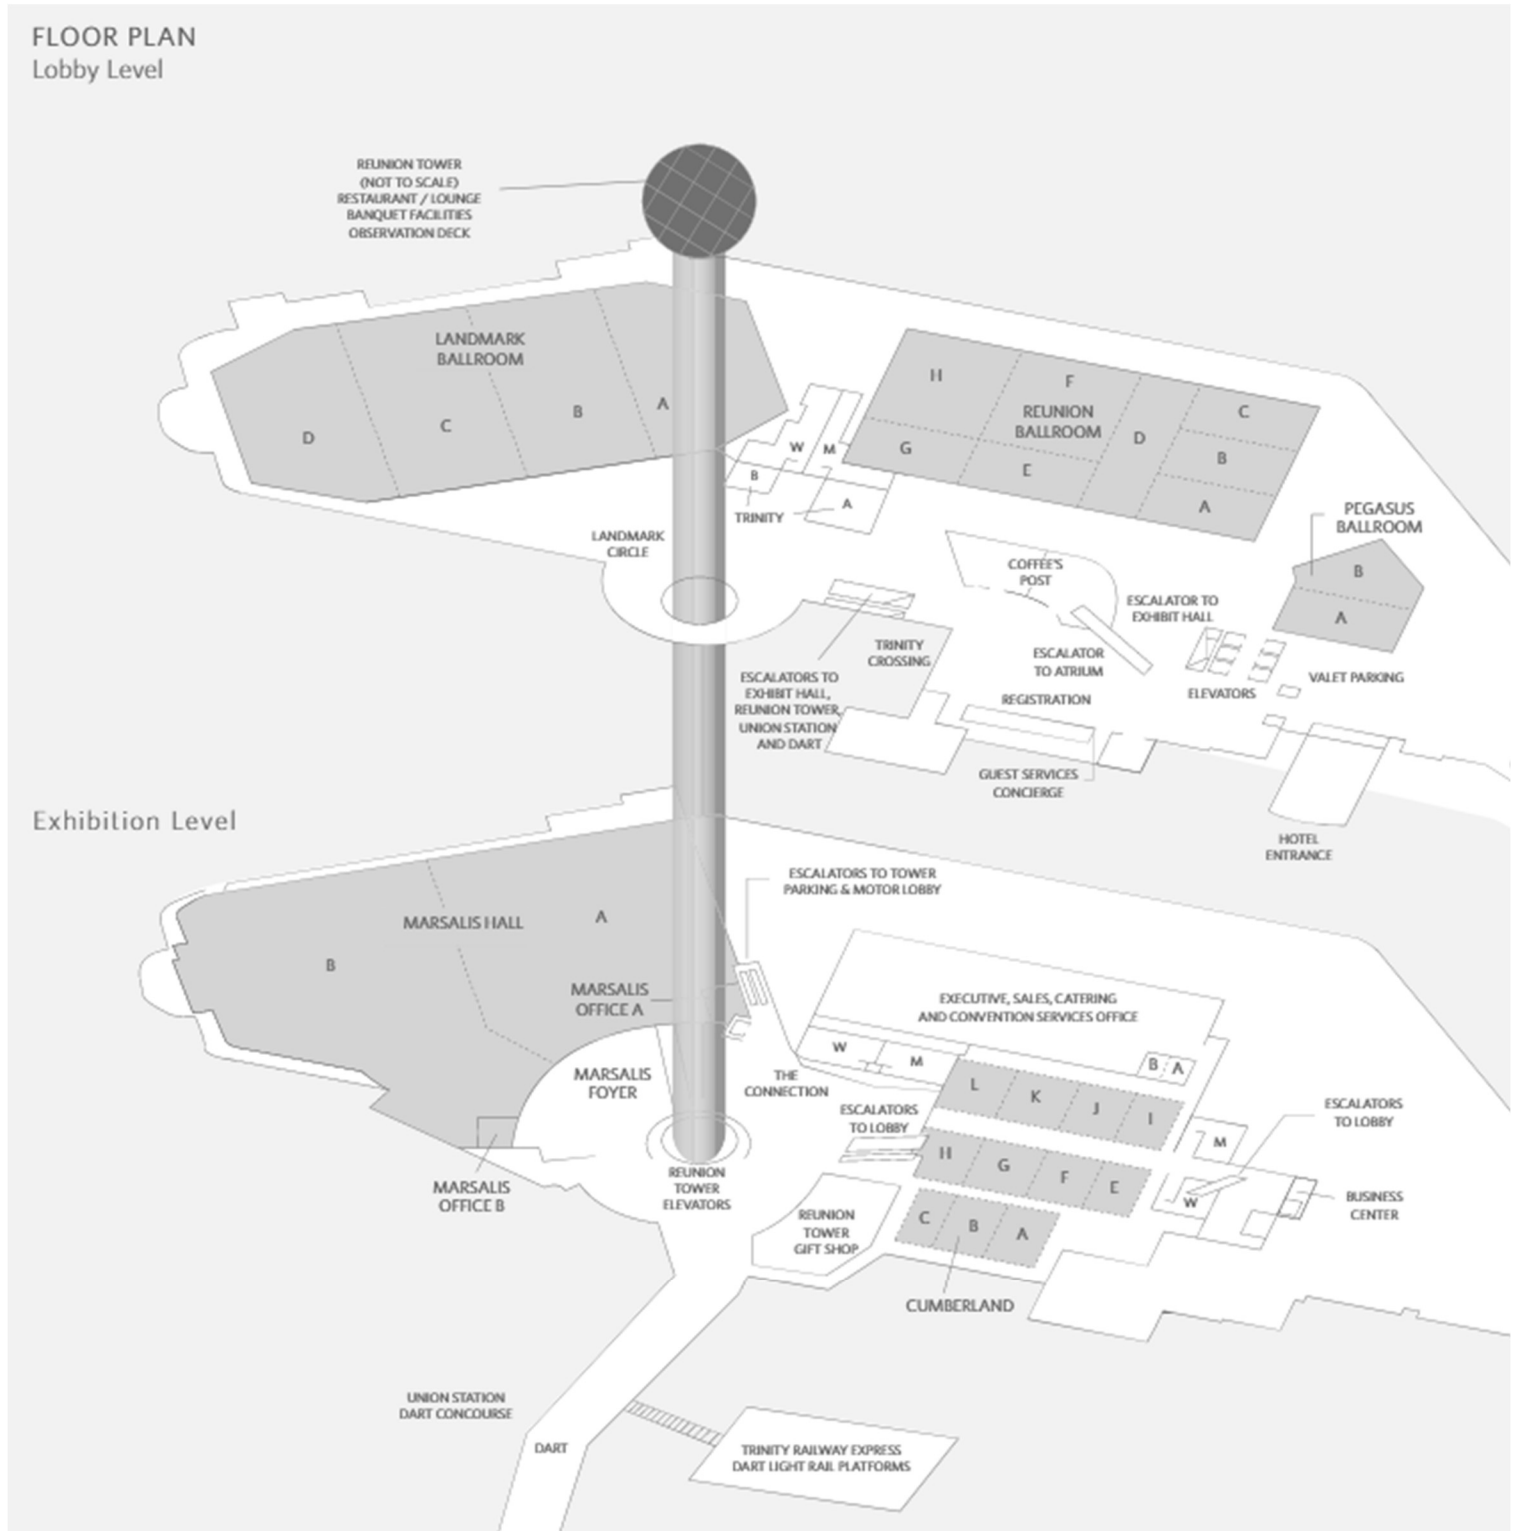 FLOOR PLAN
Lobby Level
REUNION TOWER
(NOT TO SCALE)
RESTAURANT / LOUNGE
BANQUET FACILITIES
OBSERVATION DECK
LANDMARK
BALLROOM
D
C
B
A
W
M
B
A
TRINITY
LANDMARK
CIRCLE
H
F
REUNION
BALLROOM
G
E
D
C
B
A
PEGASUS
BALLROOM
B
A
COFFEE'S
POST
ESCALATOR TO
EXHIBIT HALL
TRINITY
CROSSING
ESCALATOR
TO ATRIUM
ESCALATORS TO
EXHIBIT HALL,
REUNION TOWER,
UNION STATION
AND DART
REGISTRATION
ELEVATORS
VALET PARKING
GUEST SERVICES
CONCIERGE
HOTEL
ENTRANCE
Exhibition Level
ESCALATORS TO TOWER
PARKING & MOTOR LOBBY
MARSALIS HALL
A
B
MARSALIS
OFFICE A
EXECUTIVE, SALES, CATERING
AND CONVENTION SERVICES OFFICE
W
M
B
A
MARSALIS
FOYER
THE
CONNECTION
L
K
J
I
ESCALATORS
TO LOBBY
ESCALATORS
TO LOBBY
M
H
G
F
E
W
BUSINESS
CENTER
MARSALIS
OFFICE B
REUNION
TOWER
ELEVATORS
REUNION
TOWER
GIFT SHOP
C
B
A
CUMBERLAND
UNION STATION
DART CONCOURSE
DART
TRINITY RAILWAY EXPRESS
DART LIGHT RAIL PLATFORMS